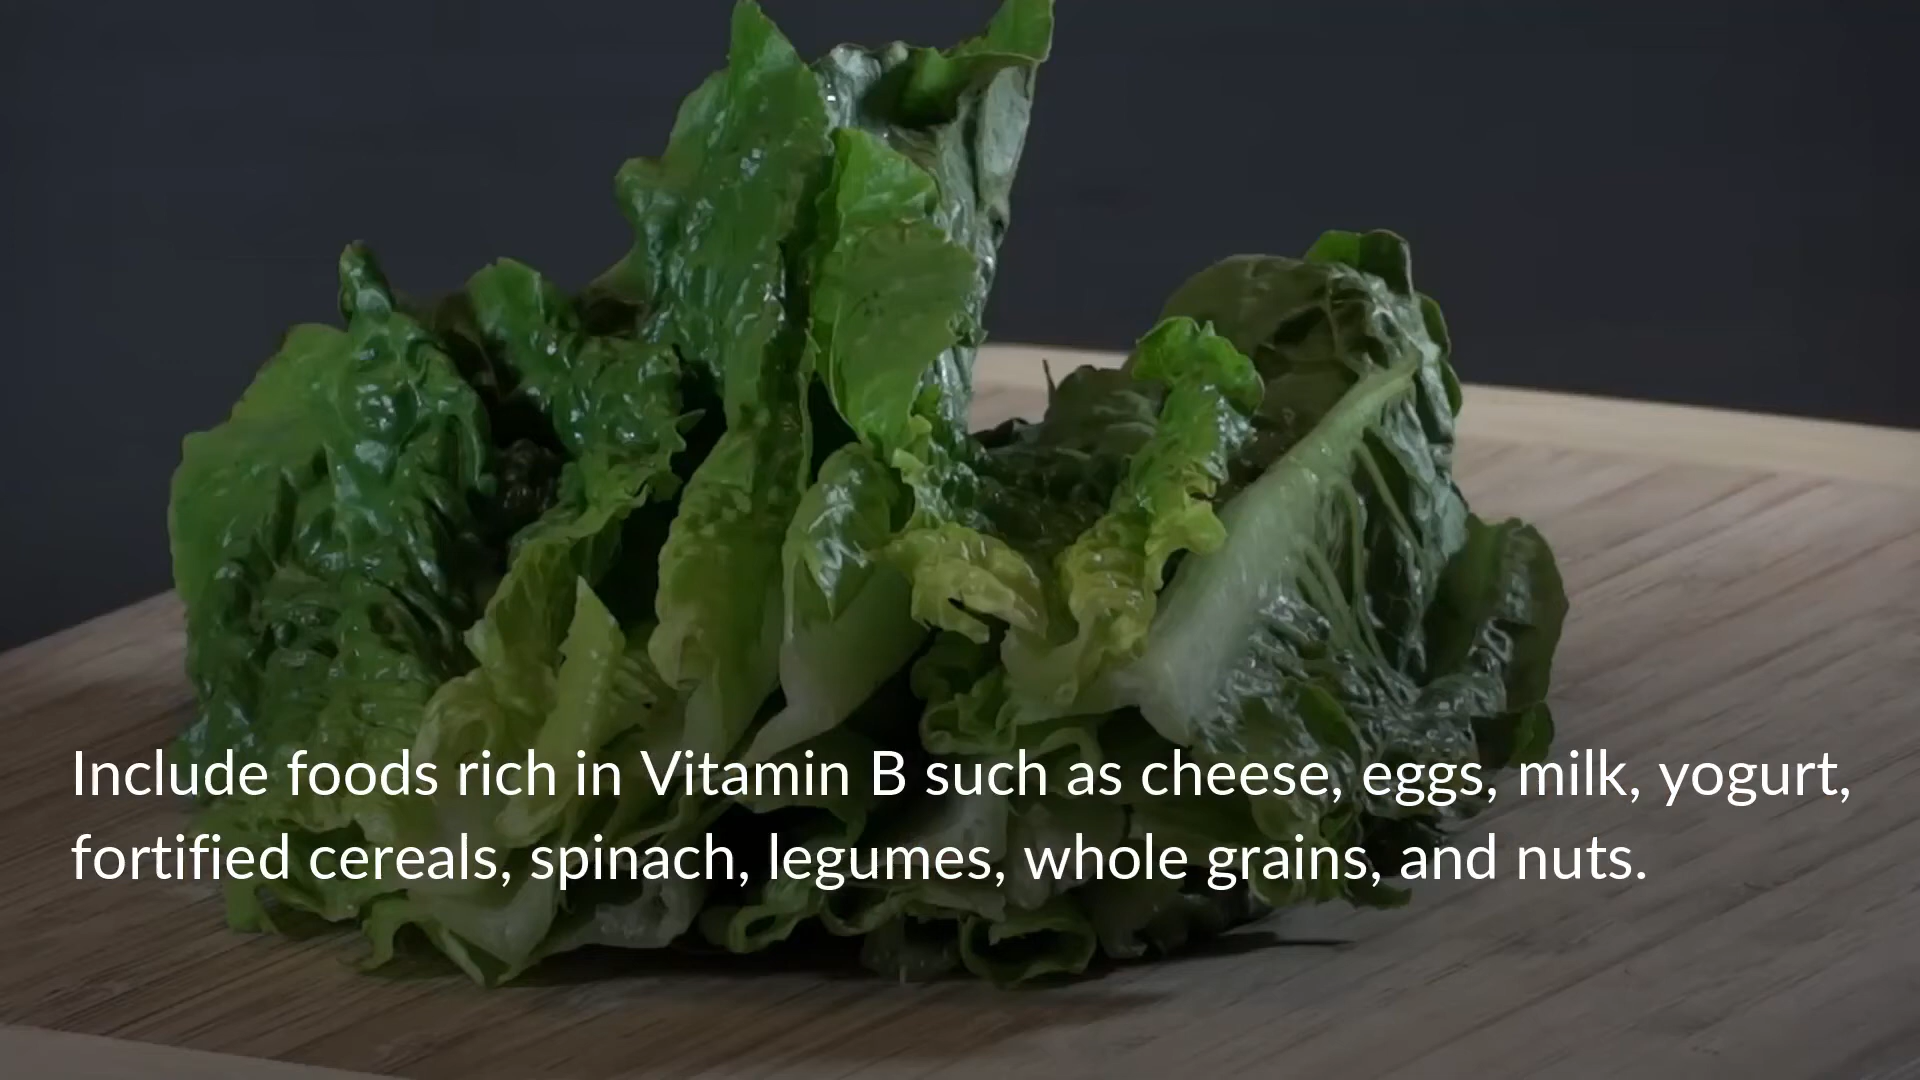 Include foods rich in Vitamin B such as cheese, eggs, milk, yogurt,
fortified cereals, spinach, legumes, whole grains, and nuts.